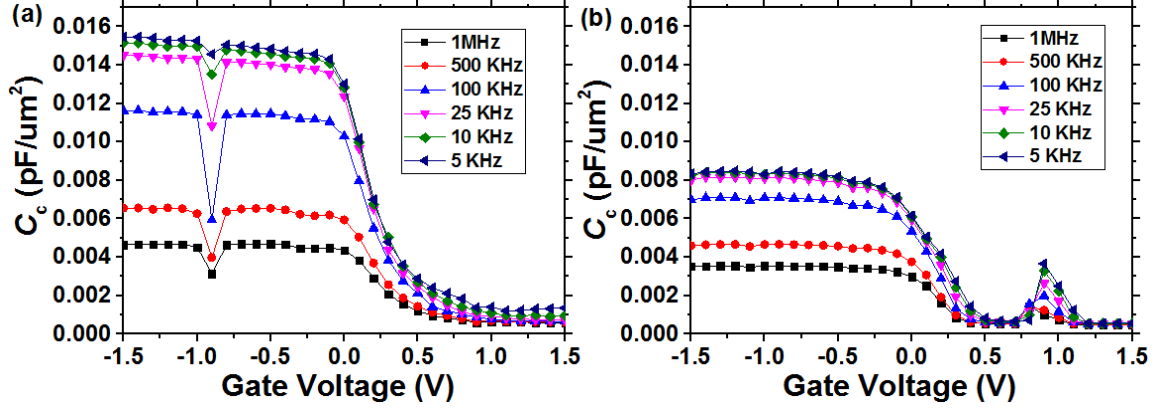 (a)
0.016
0.014
0.012
0.010
0.008
0.006
0.004
0.002
0.000
Cc (pF/um²)
-1.5 -1.0 -0.5 0.0 0.5 1.0 1.5
Gate Voltage (V)
1MHz
500 KHz
100 KHz
25 KHz
10 KHz
5 KHz
(b)
0.016
0.014
0.012
0.010
0.008
0.006
0.004
0.002
0.000
Cc (pF/um²)
-1.5 -1.0 -0.5 0.0 0.5 1.0 1.5
Gate Voltage (V)
1MHz
500 KHz
100 KHz
25 KHz
10 KHz
5 KHz